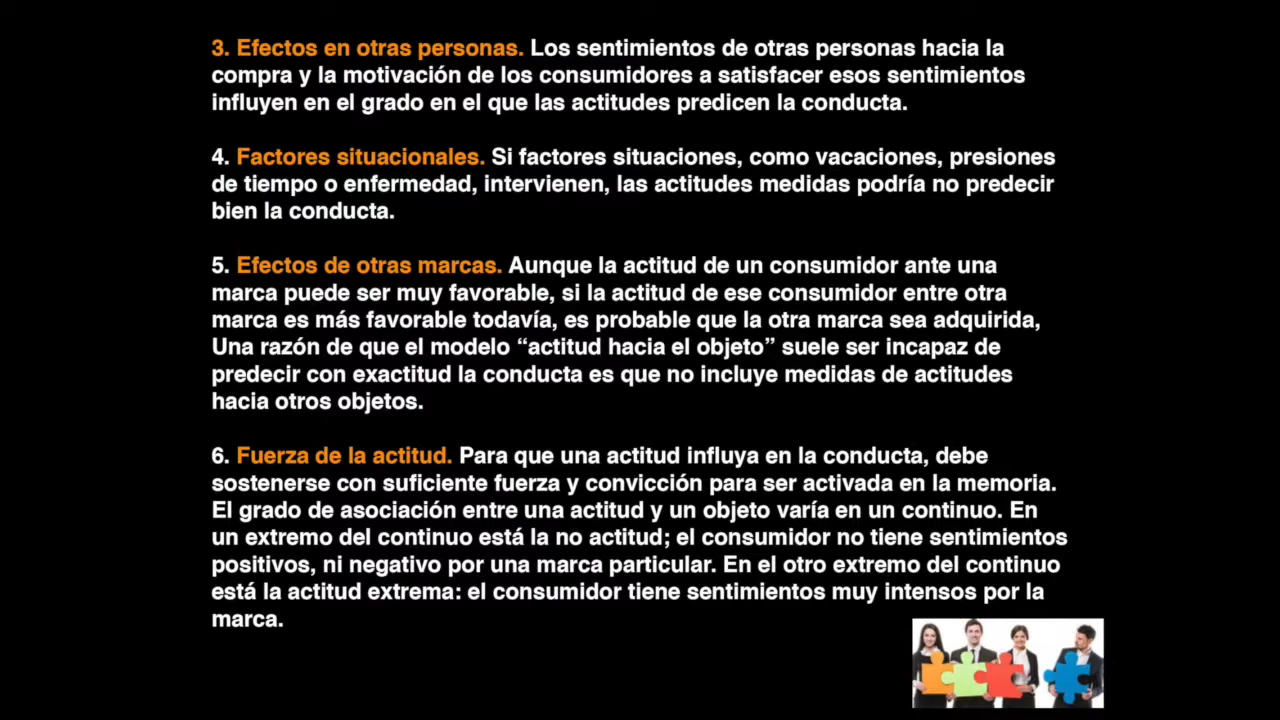 3. Efectos en otras personas. Los sentimientos de otras personas hacia la
compra y la motivación de los consumidores a satisfacer esos sentimientos
influyen en el grado en el que las actitudes predicen la conducta.
4. Factores situacionales. Si factores situaciones, como vacaciones, presiones
de tiempo o enfermedad, intervienen, las actitudes medidas podría no predecir
bien la conducta.
5. Efectos de otras marcas. Aunque la actitud de un consumidor ante una
marca puede ser muy favorable, si la actitud de ese consumidor entre otra
marca es más favorable todavía, es probable que la otra marca sea adquirida,
Una razón de que el modelo “actitud hacia el objeto” suele ser incapaz de
predecir con exactitud la conducta es que no incluye medidas de actitudes
hacia otros objetos.
6. Fuerza de la actitud. Para que una actitud influya en la conducta, debe
sostenerse con suficiente fuerza y convicción para ser activada en la memoria.
El grado de asociación entre una actitud y un objeto varía en un continuo. En
un extremo del continuo está la no actitud; el consumidor no tiene sentimientos
positivos, ni negativo por una marca particular. En el otro extremo del continuo
está la actitud extrema: el consumidor tiene sentimientos muy intensos por la
marca.